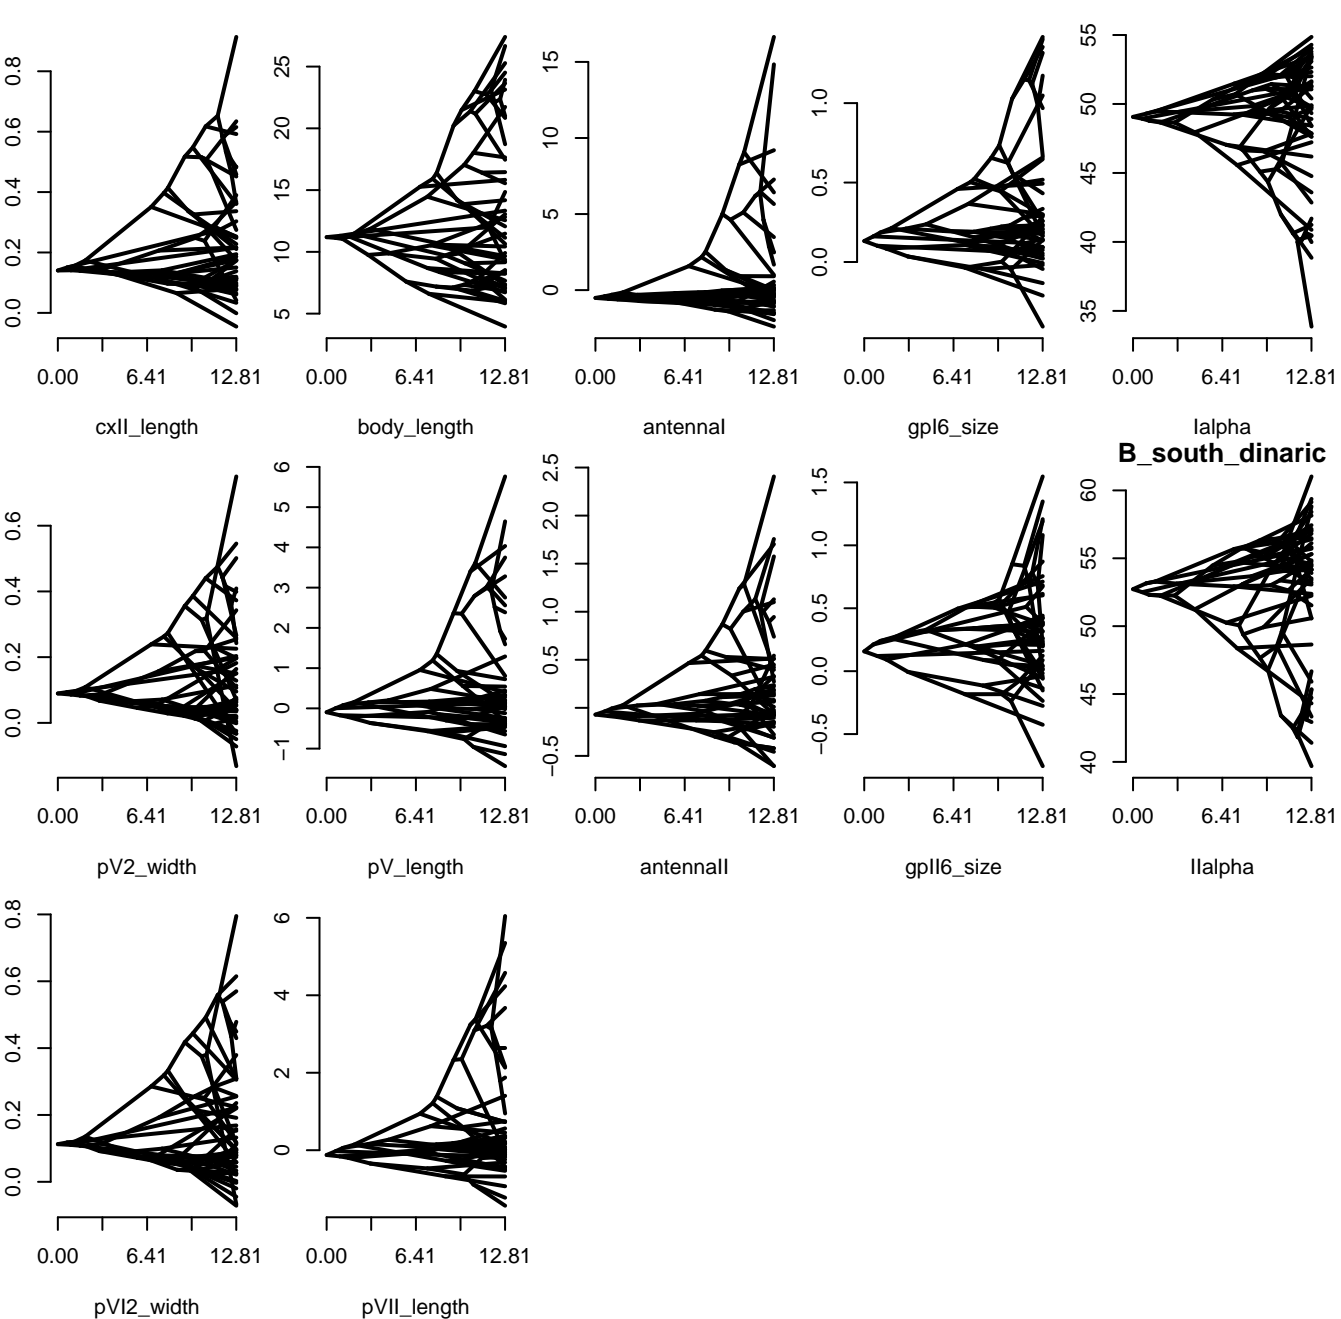 0.0 0.2 0.4 0.6 0.8
0.00 6.41 12.81
cxII_length
5 10 15 20 25
0.00 6.41 12.81
body_length
0 5 10 15
0.00 6.41 12.81
antennaI
0.0 0.5 1.0
0.00 6.41 12.81
gpI6_size
35 40 45 50 55
0.00 6.41 12.81
Ialpha
B_south_dinaric
0.0 0.2 0.4 0.6
0.00 6.41 12.81
pV2_width
−1 0 1 2 3 4 5 6
0.00 6.41 12.81
pV_length
−0.5 0.5 1.0 1.5 2.0 2.5
0.00 6.41 12.81
antennaII
−0.5 0.0 0.5 1.0 1.5
0.00 6.41 12.81
gpII6_size
40 45 50 55 60
0.00 6.41 12.81
IIalpha
0.0 0.2 0.4 0.6 0.8
0.00 6.41 12.81
pVI2_width
0 2 4 6
0.00 6.41 12.81
pVII_length